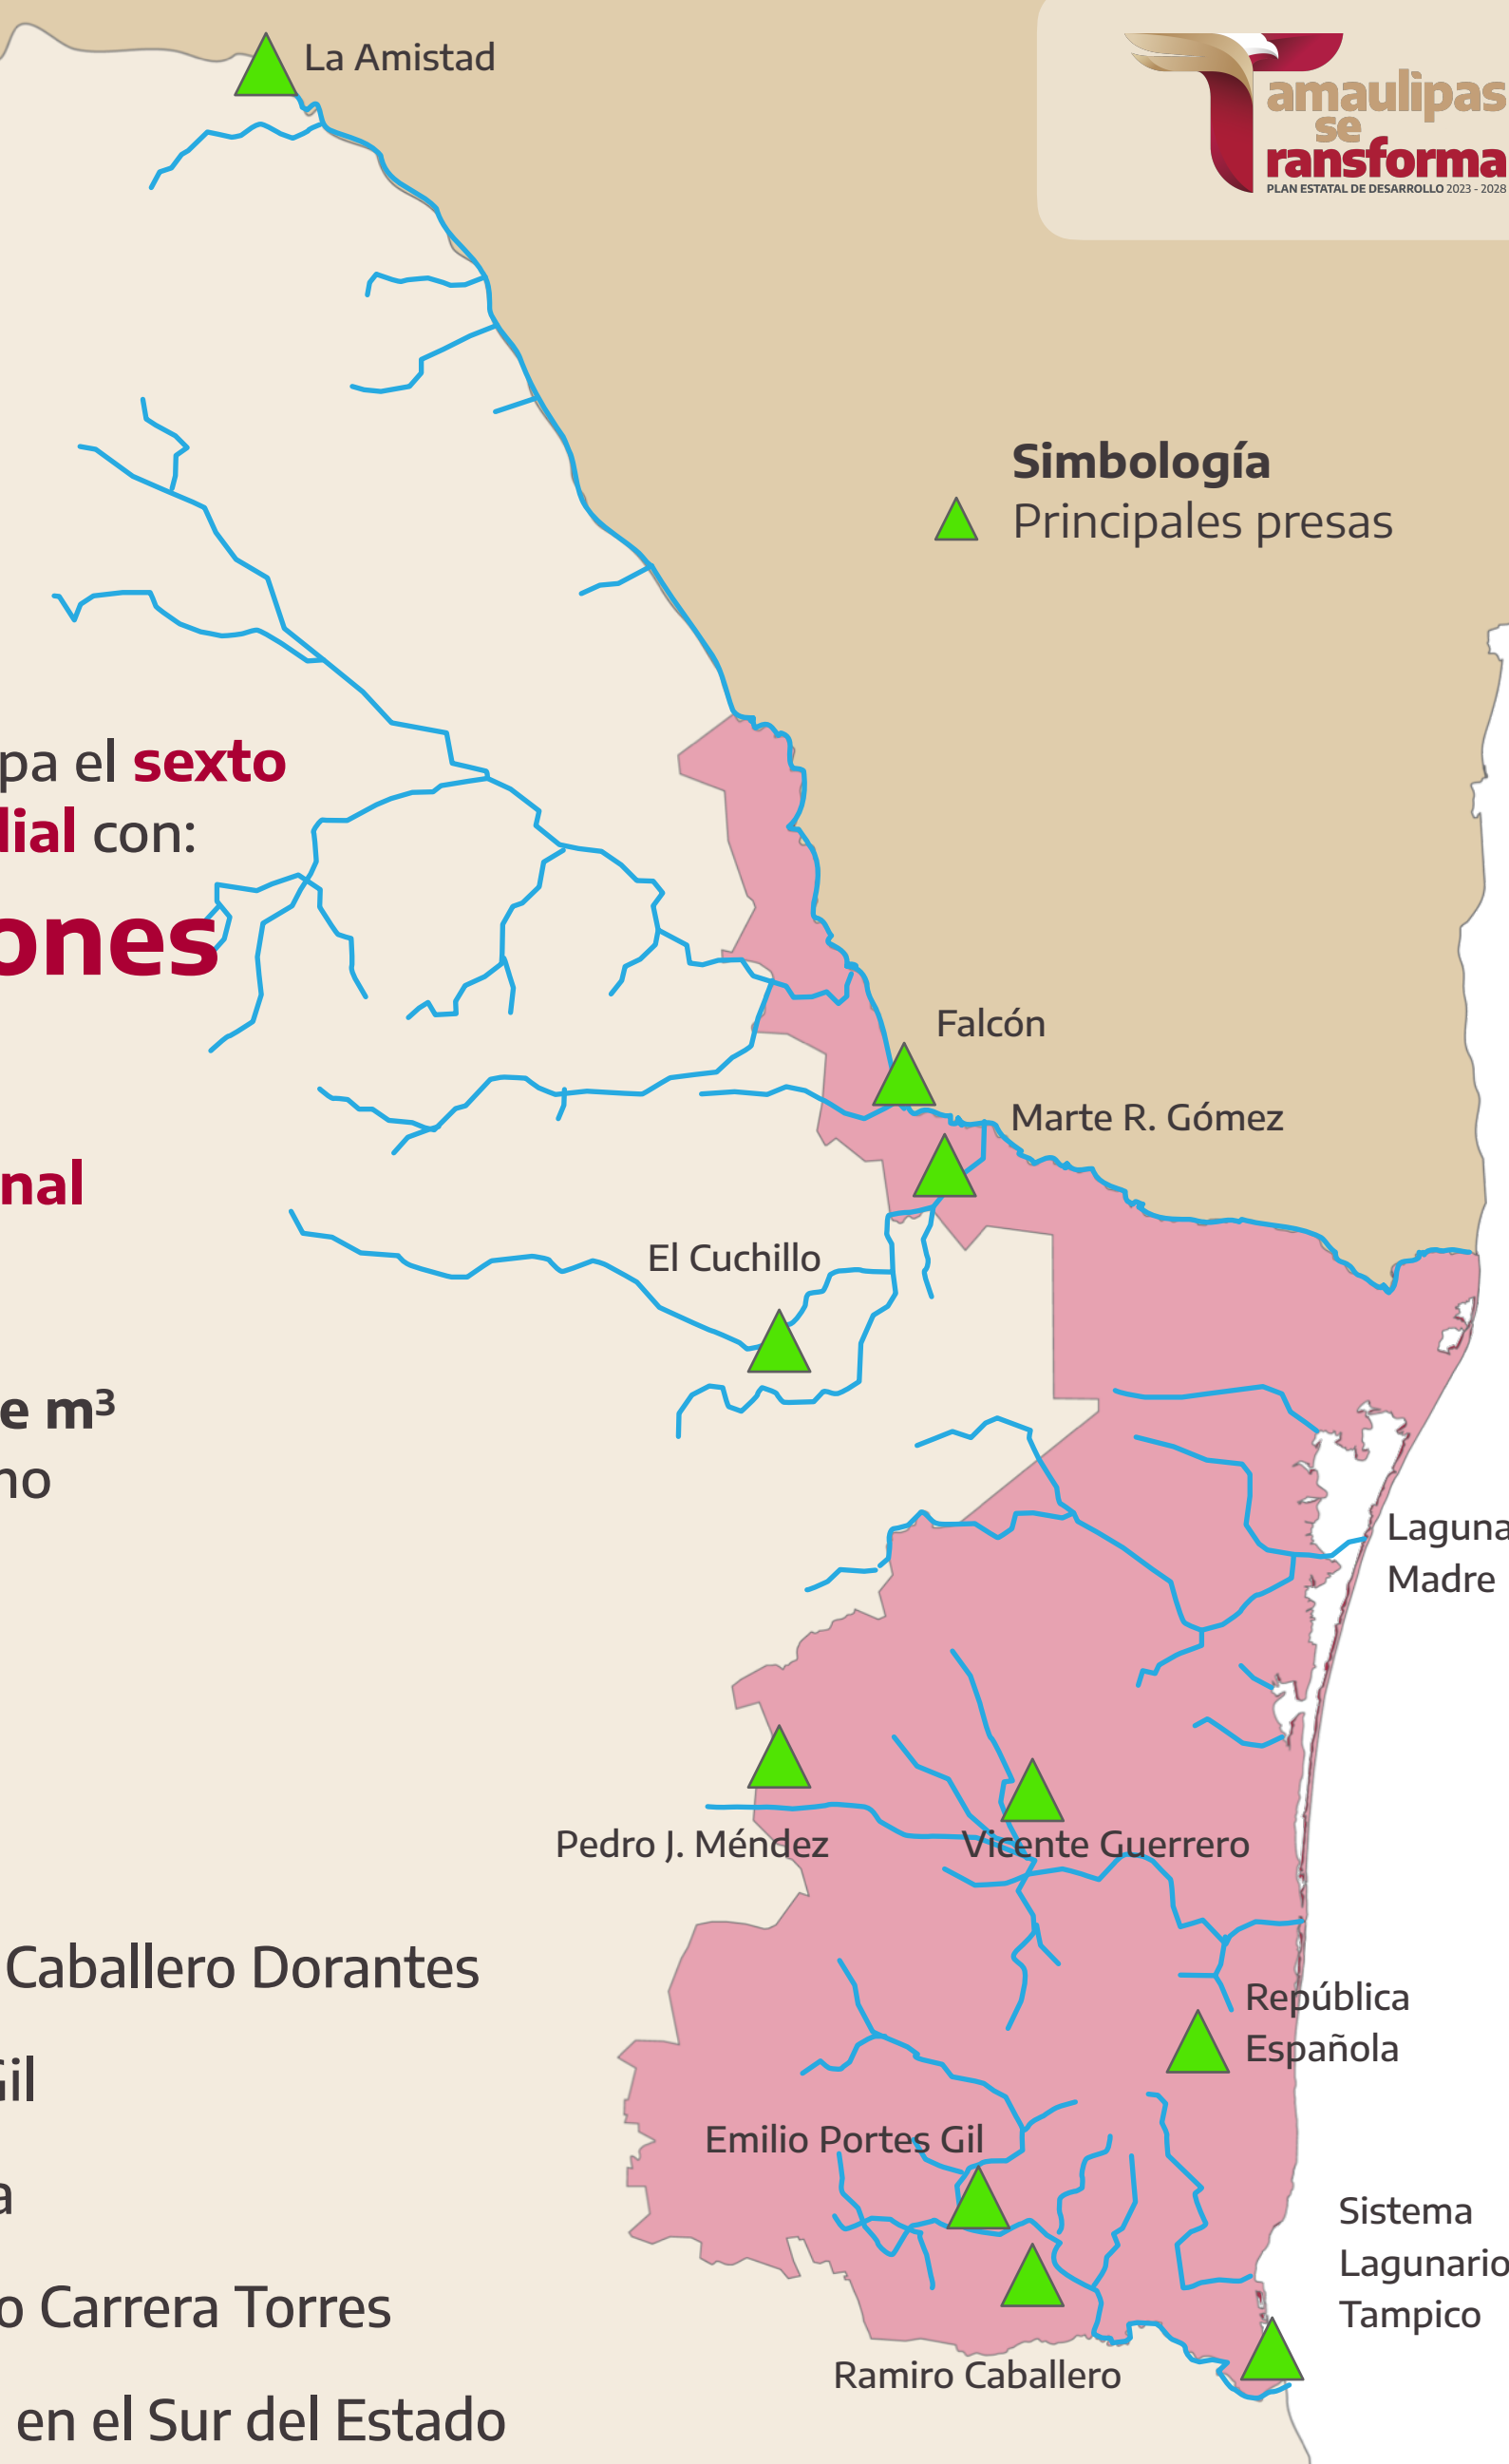 La Amistad
amaulipas
se
ransforma
PLAN ESTATAL DE DESARROLLO 2023 - 2028
Simbología
Principales presas
pa el sexto
lial con:
ones
Falcón
Marte R. Gómez
nal
El Cuchillo
e m³
no
Laguna
Madre
Pedro J. Méndez
Vicente Guerrero
Caballero Dorantes
República
Española
Gil
Emilio Portes Gil
a
Sistema
Lagunario
Tampico
o Carrera Torres
Ramiro Caballero
en el Sur del Estado